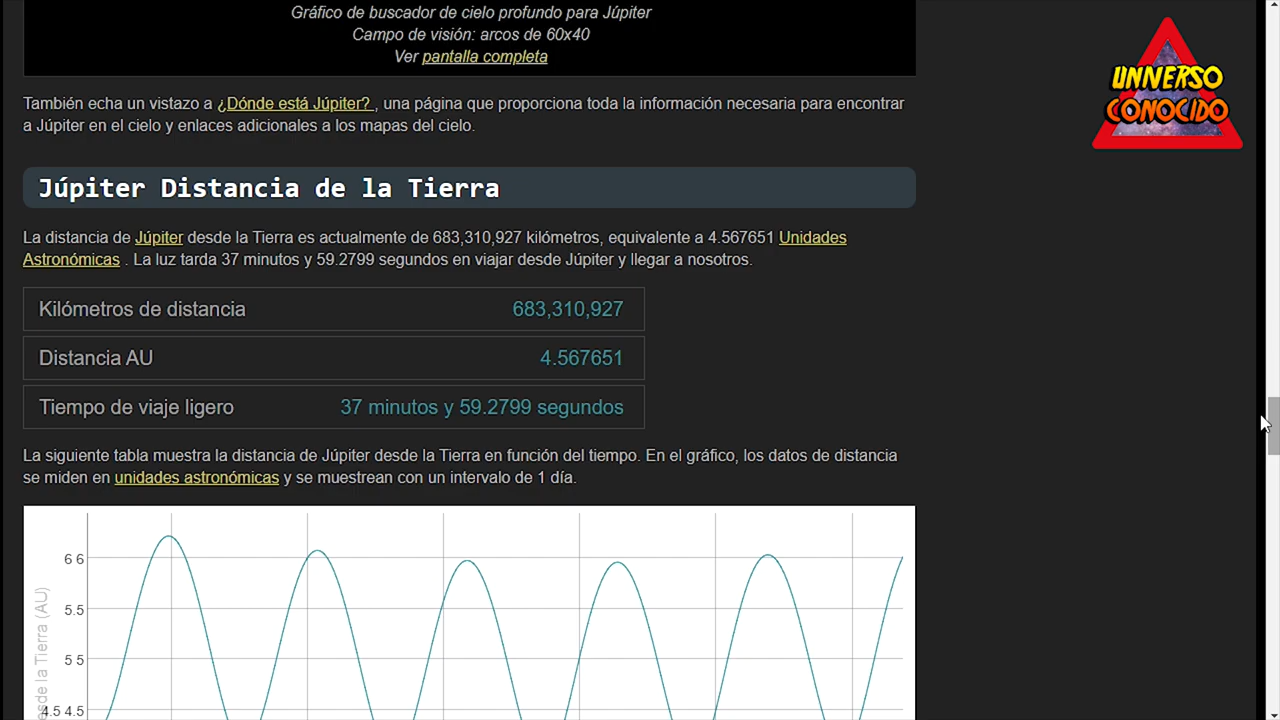 Gráfico de buscador de cielo profundo para Júpiter
Campo de visión: arcos de 60x40
Ver pantalla completa
UNIVERSO
CONOCIDO
También echa un vistazo a ¿Dónde está Júpiter? , una página que proporciona toda la información necesaria para encontrar
a Júpiter en el cielo y enlaces adicionales a los mapas del cielo.
Júpiter Distancia de la Tierra
La distancia de Júpiter desde la Tierra es actualmente de 683,310,927 kilómetros, equivalente a 4.567651 Unidades
Astronómicas . La luz tarda 37 minutos y 59.2799 segundos en viajar desde Júpiter y llegar a nosotros.
Kilómetros de distancia 683,310,927
Distancia AU 4.567651
Tiempo de viaje ligero 37 minutos y 59.2799 segundos
La siguiente tabla muestra la distancia de Júpiter desde la Tierra en función del tiempo. En el gráfico, los datos de distancia
se miden en unidades astronómicas y se muestrean con un intervalo de 1 día.
6 6
5.5
5 5
4.5 4.5
de la Tierra (AU)